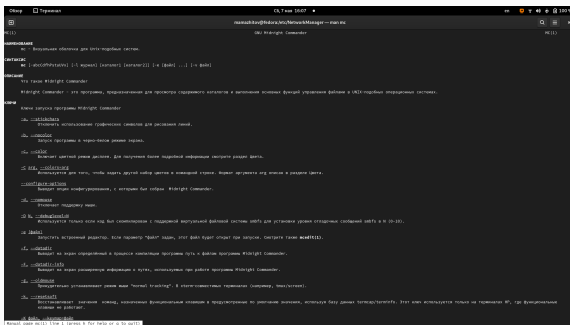 Обзор Терминал Сб, 7 мая 16:07 en 100 %
mamazhitov@fedora:/etc/NetworkManager — man mc
MC(1) GNU Midnight Commander MC(1)
НАИМЕНОВАНИЕ
mc - Визуальная оболочка для Unix-подобных систем.
СИНТАКСИС
mc [-abcCdfhPstuUVx] [-l журнал] [каталог1 [каталог2]] [-e [файл] ...] [-v файл]
ОПИСАНИЕ
Что такое Midnight Commander
Midnight Commander - это программа, предназначенная для просмотра содержимого каталогов и выполнения основных функций управления файлами в UNIX-подобных операционных системах.
КЛЮЧИ
Ключи запуска программы Midnight Commander
-a, --stickchars
Отключить использование графических символов для рисования линий.
-b, --nocolor
Запуск программы в черно-белом режиме экрана.
-c, --color
Включает цветной режим дисплея. Для получения более подробной информации смотрите раздел Цвета.
-C arg, --colors=arg
Используется для того, чтобы задать другой набор цветов в командной строке. Формат аргумента arg описан в разделе Цвета.
--configure-options
Выводит опции конфигурирования, с которыми был собран Midnight Commander.
-d, --nomouse
Отключает поддержку мыши.
-D N, --debuglevel=N
Используется только если код был скомпилирован с поддержкой виртуальной файловой системы smbfs для установки уровня отладочных сообщений smbfs в N (0-10).
-e [файл]
Запустить встроенный редактор. Если параметр "файл" задан, этот файл будет открыт при запуске. Смотрите также mcedit(1).
-f, --datadir
Выводит на экран определённый в процессе компиляции программы путь к файлам программы Midnight Commander.
-F, --datadir-info
Выводит на экран расширенную информацию о путях, используемых при работе программы Midnight Commander.
-g, --oldmouse
Принудительно устанавливает режим мыши "normal tracking". В xterm-совместимых терминалах (например, tmux/screen).
-k, --resetsoft
Восстанавливает значения команд, назначенных функциональным клавишам в предусмотренные по умолчанию значения, используя базу данных termcap/terminfo. Этот ключ используется только на терминалах HP, где функциональные
клавиши не работают.
-K файл, --keymap=файл
Manual page mc(1) line 1 (press h for help or q to quit)